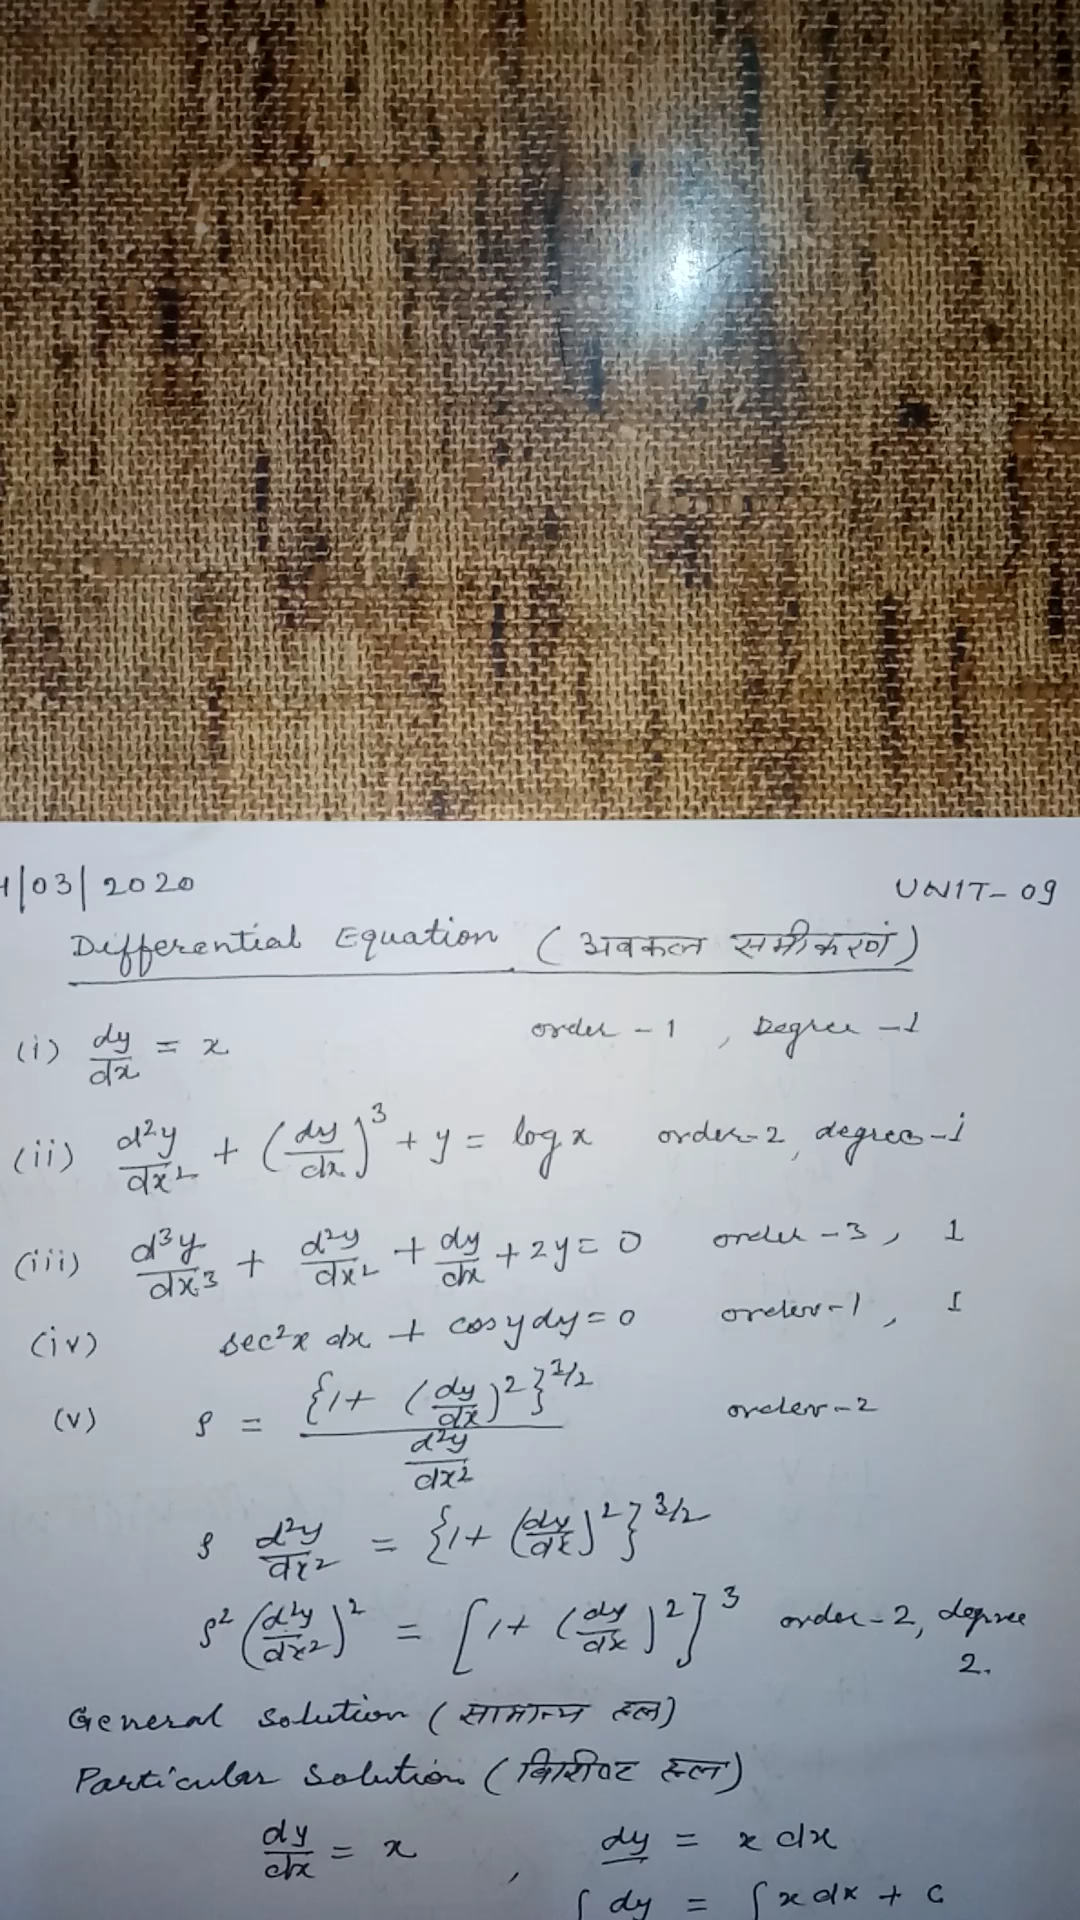 /03/2020 UNIT-09
Differential Equation (अवकल समीकरणं)
(i) dy/dx = x order - 1 , Degree - 1
(ii) d²y/dx² + (dy/dx)³ + y = log x order-2, degree-1
(iii) d³y/dx³ + d²y/dx² + dy/dx + 2y = 0 order - 3, 1
(iv) sec²x dx + cos y dy = 0 order-1, 1
(v) ρ = {1+ (dy/dx)²}^3/2 / d²y/dx² order-2
ρ d²y/dx² = {1+ (dy/dx)²}^3/2
ρ² (d²y/dx²)² = [1+ (dy/dx)²]³ order-2, degree
2.
General solution (सामान्य हल)
Particular solution (विशिष्ट हल)
dy/dx = x , dy = x dx
∫ dy = ∫ x dx + c